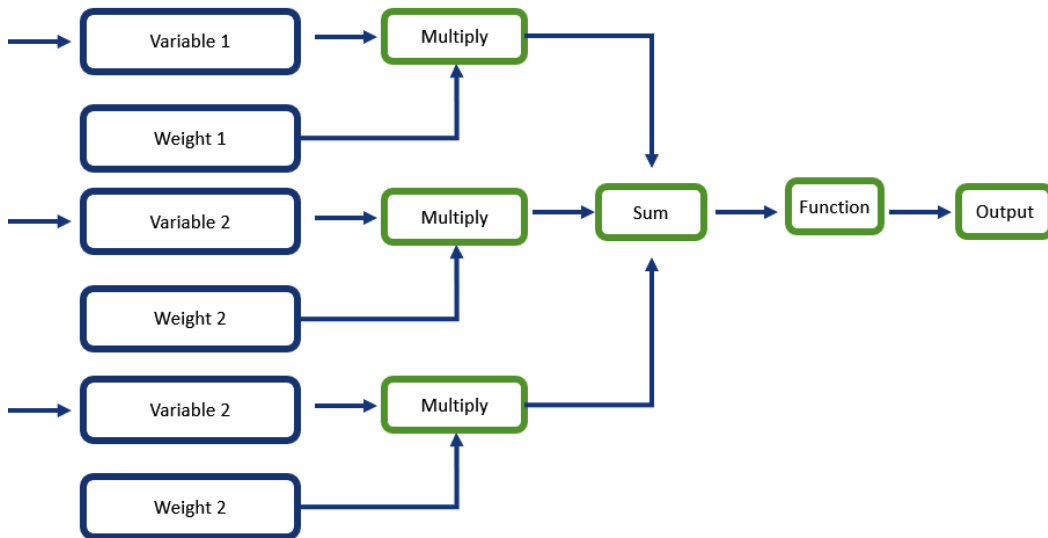 Variable 1
Multiply
Weight 1
Variable 2
Multiply
Sum
Function
Output
Weight 2
Variable 2
Multiply
Weight 2